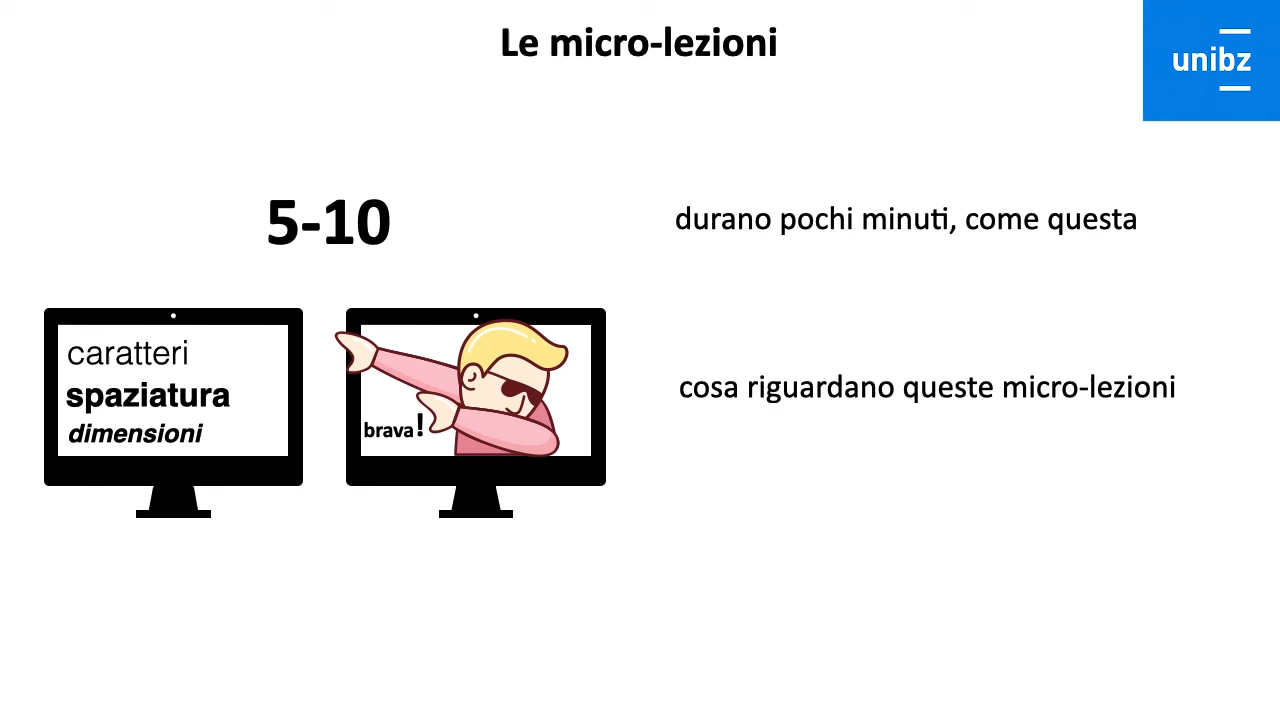 Le micro-lezioni
unibz
5-10
durano pochi minuti, come questa
caratteri
spaziatura
dimensioni
brava!
cosa riguardano queste micro-lezioni